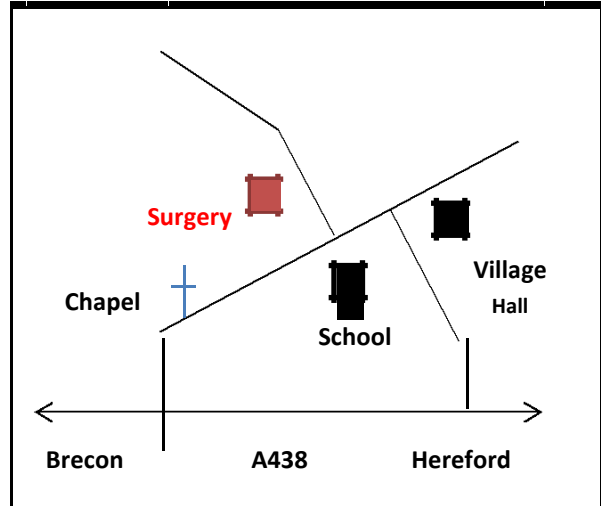 Surgery
Village
Chapel
Hall
School
Brecon A438 Hereford